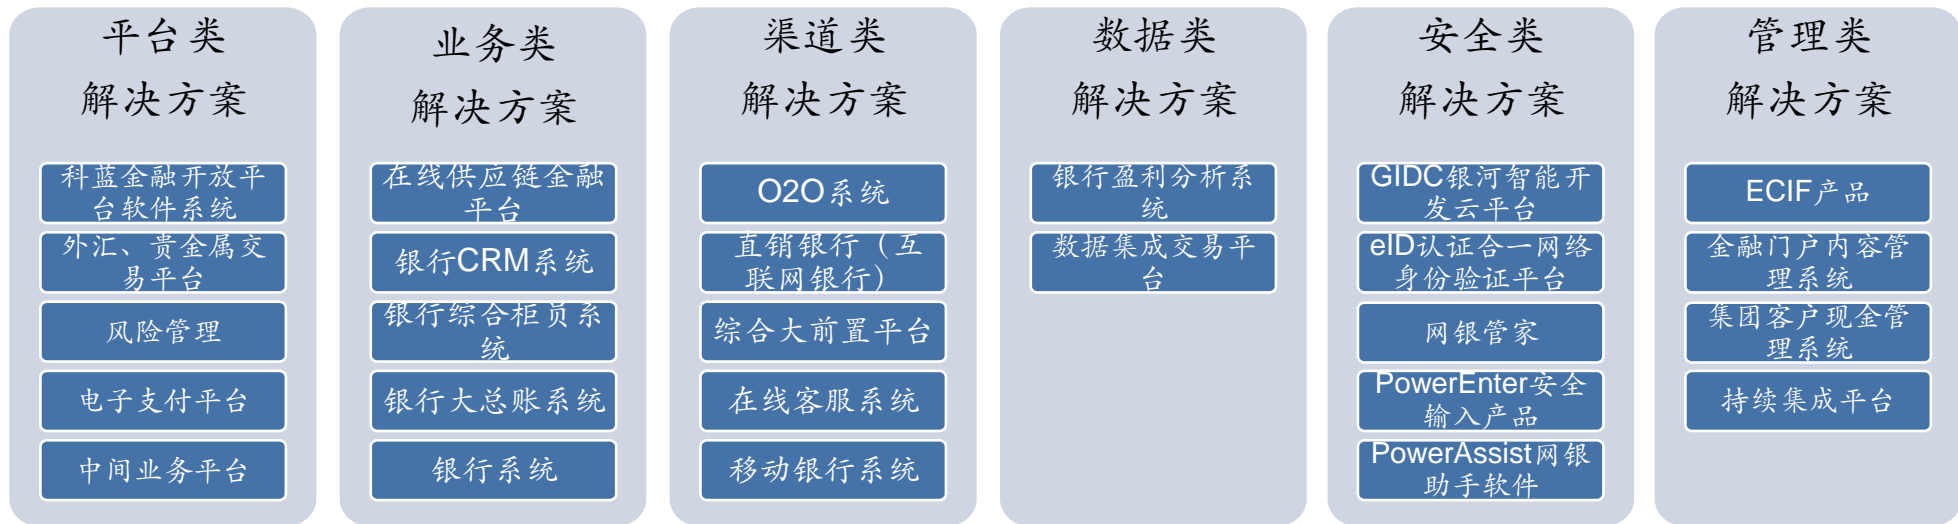 平台类
解决方案
科蓝金融开放平
台软件系统
外汇、贵金属交
易平台
风险管理
电子支付平台
中间业务平台
业务类
解决方案
在线供应链金融
平台
银行CRM系统
银行综合柜员系
统
银行大总账系统
银行系统
渠道类
解决方案
O2O系统
直销银行（互
联网银行）
综合大前置平台
在线客服系统
移动银行系统
数据类
解决方案
银行盈利分析系
统
数据集成交易平
台
安全类
解决方案
GIDC银河智能开
发云平台
eID认证合一网络
身份验证平台
网银管家
PowerEnter安全
输入产品
PowerAssist网银
助手软件
管理类
解决方案
ECIF产品
金融门户内容管
理系统
集团客户现金管
理系统
持续集成平台